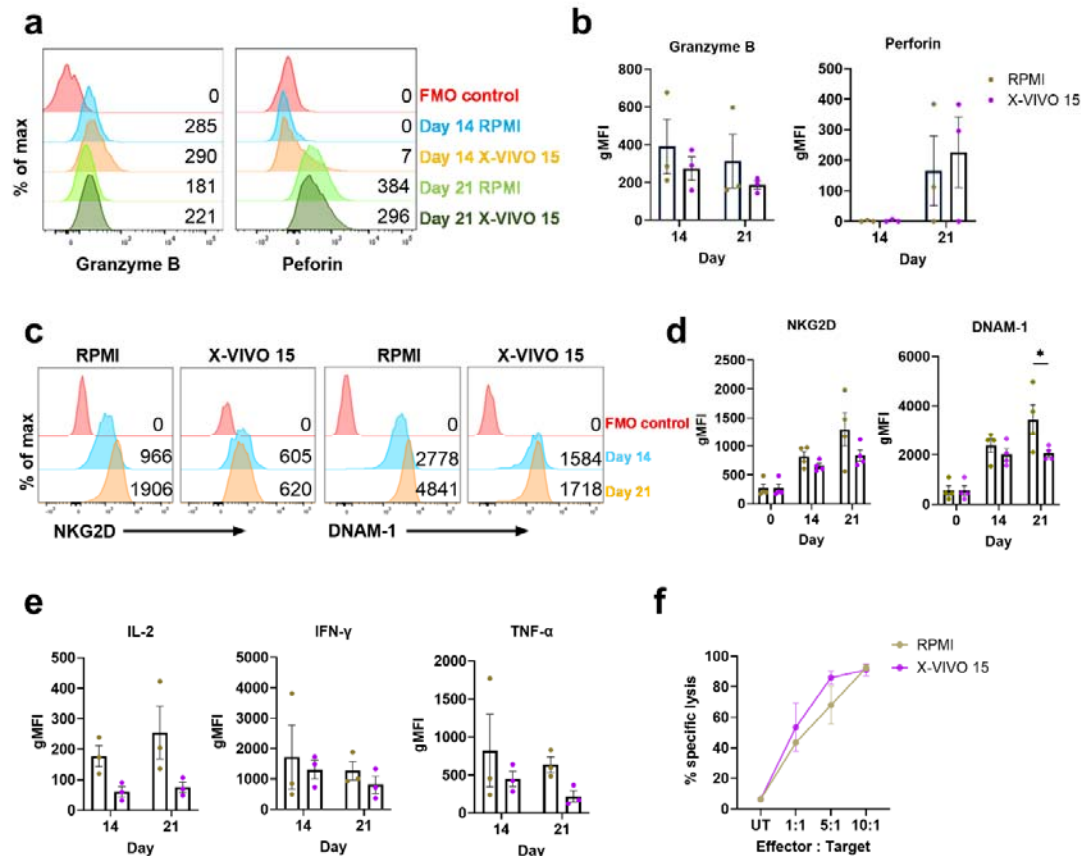 a
% of max
0
285
290
181
221
Granzyme B
0
0
7
384
296
Peforin
FMO control
Day 14 RPMI
Day 14 X-VIVO 15
Day 21 RPMI
Day 21 X-VIVO 15
b
Granzyme B
gMFI
800
600
400
200
0
14
21
Day
Perforin
gMFI
500
400
300
200
100
0
14
21
Day
RPMI
X-VIVO 15
c
% of max
RPMI
0
966
1906
X-VIVO 15
0
605
620
NKG2D
RPMI
0
2778
4841
X-VIVO 15
0
1584
1718
DNAM-1
FMO control
Day 14
Day 21
d
NKG2D
gMFI
2500
2000
1500
1000
500
0
0
14
21
Day
DNAM-1
gMFI
6000
4000
2000
0
*
0
14
21
Day
e
IL-2
gMFI
500
400
300
200
100
0
14
21
Day
IFN-γ
gMFI
5000
4000
3000
2000
1000
0
14
21
Day
TNF-α
gMFI
2000
1500
1000
500
0
14
21
Day
f
% specific lysis
100
80
60
40
20
0
UT
1:1
5:1
10:1
Effector : Target
RPMI
X-VIVO 15